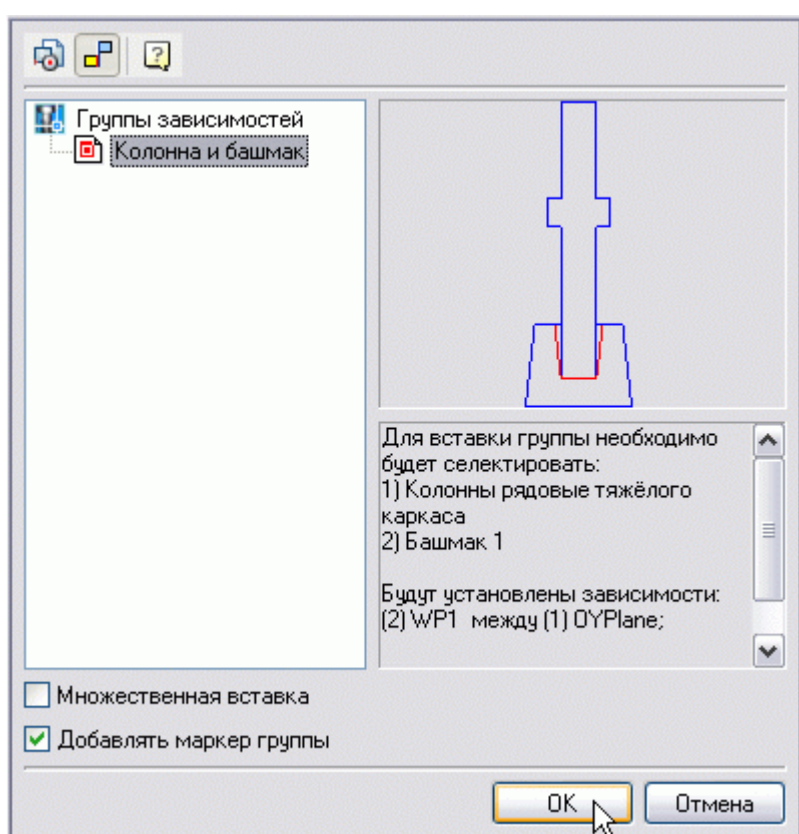 Группы зависимостей
Колонна и башмак
Для вставки группы необходимо
будет селектировать:
1) Колонны рядовые тяжёлого
каркаса
2) Башмак 1
Будут установлены зависимости:
(2) WP1 между (1) OYPlane;
Множественная вставка
Добавлять маркер группы
OK
Отмена